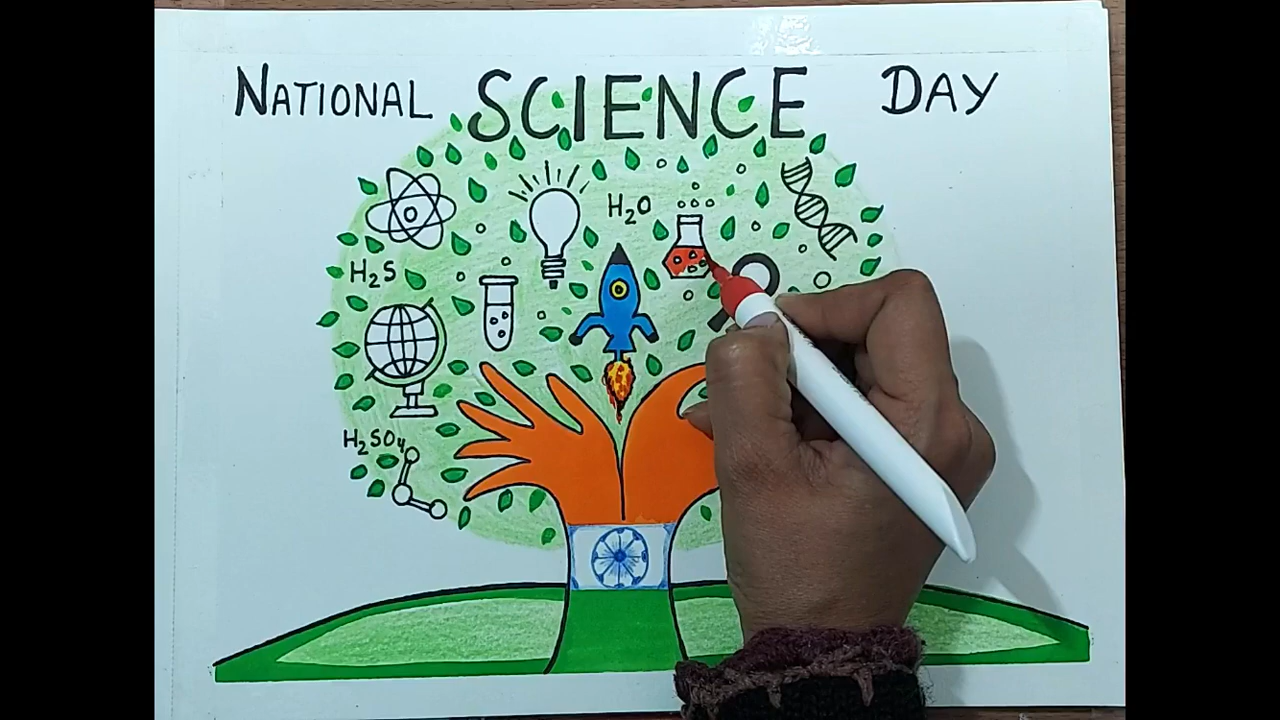 NATIONAL SCIENCE DAY
H₂O
H₂S
H₂SO₄